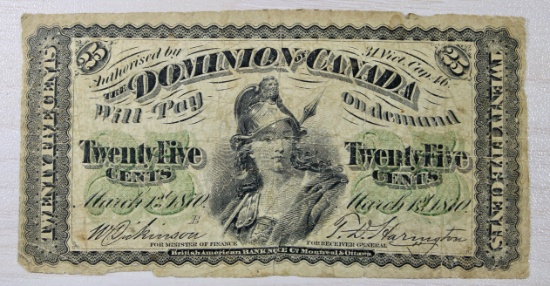 25 25
Authorised by 31 Vict. Cap. 46.
THE DOMINION OF CANADA
Will Pay on demand
Twenty Five Twenty Five
CENTS CENTS
March 1st 1870. March 1st 1870.
B
W Dickinson T. D. Harington
FOR MINISTER OF FINANCE FOR RECEIVER GENERAL
British American Bank Note Co. Montreal & Ottawa.
TWENTY FIVE CENTS
TWENTY FIVE CENTS